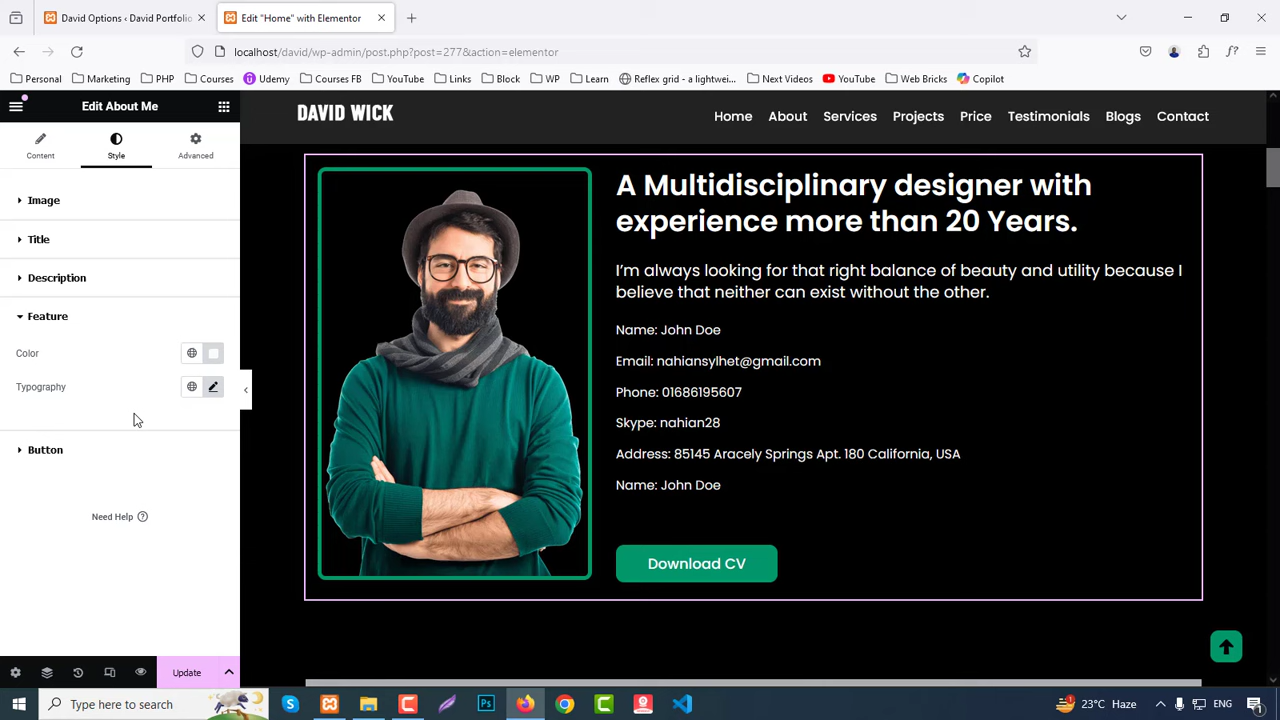 David Options ‹ David Portfolio
Edit "Home" with Elementor
localhost/david/wp-admin/post.php?post=277&action=elementor
Personal Marketing PHP Courses Udemy Courses FB YouTube Links Block WP Learn Reflex grid - a lightwei... Next Videos YouTube Web Bricks Copilot
Edit About Me
Content Style Advanced
Image
Title
Description
Feature
Color
Typography
Button
Need Help
Update
DAVID WICK
Home About Services Projects Price Testimonials Blogs Contact
A Multidisciplinary designer with
experience more than 20 Years.
I'm always looking for that right balance of beauty and utility because I
believe that neither can exist without the other.
Name: John Doe
Email: nahiansylhet@gmail.com
Phone: 01686195607
Skype: nahian28
Address: 85145 Aracely Springs Apt. 180 California, USA
Name: John Doe
Download CV
Type here to search
23°C Haze
ENG